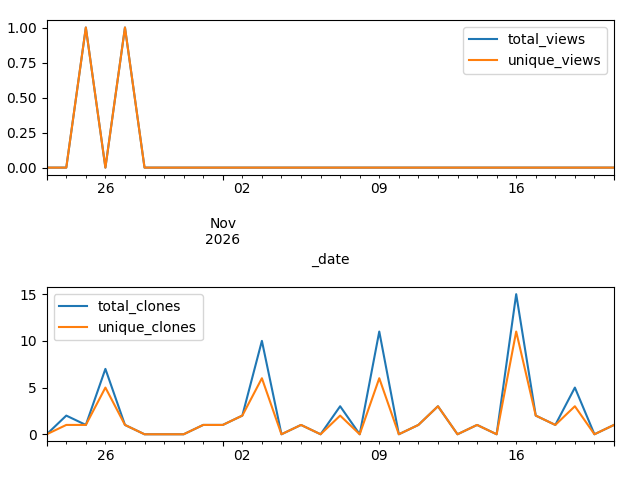 1.00
0.75
0.50
0.25
0.00
total_views
unique_views
26 02 09 16
Nov
2026
_date
15
10
5
0
total_clones
unique_clones
26 02 09 16